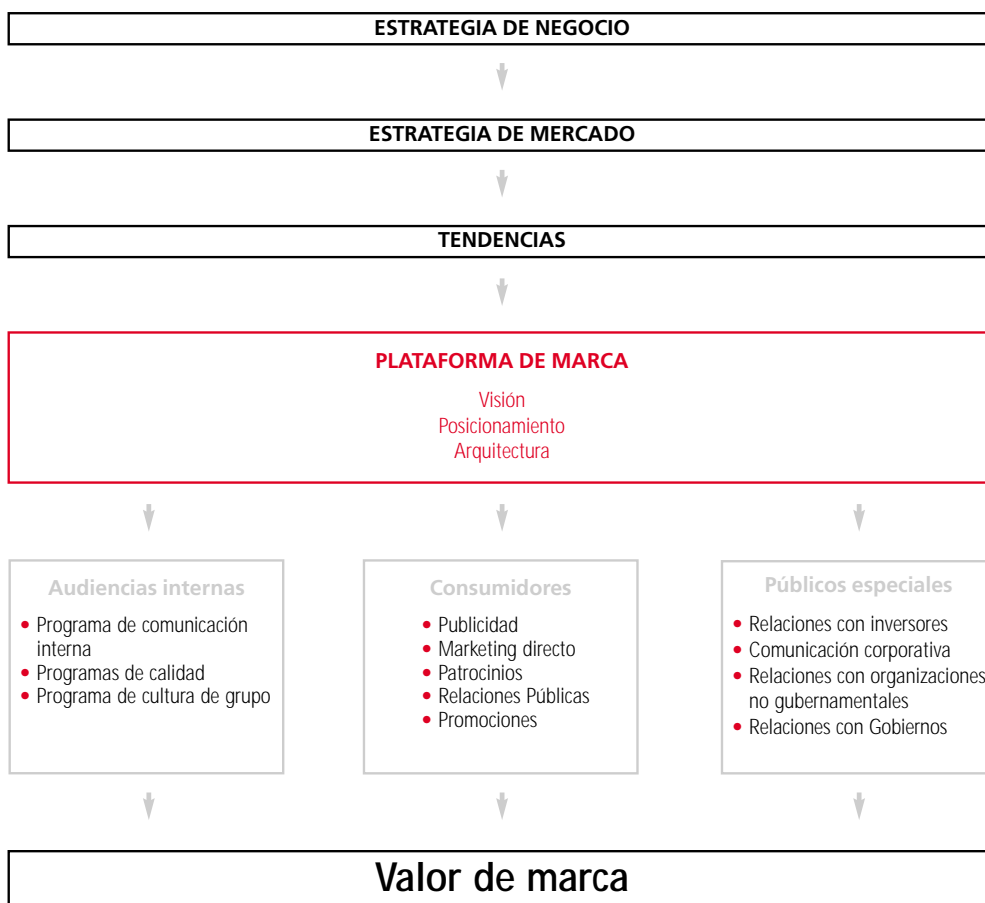 ESTRATEGIA DE NEGOCIO
ESTRATEGIA DE MERCADO
TENDENCIAS
PLATAFORMA DE MARCA
Visión
Posicionamiento
Arquitectura
Audiencias internas
• Programa de comunicación
interna
• Programas de calidad
• Programa de cultura de grupo
Consumidores
• Publicidad
• Marketing directo
• Patrocinios
• Relaciones Públicas
• Promociones
Públicos especiales
• Relaciones con inversores
• Comunicación corporativa
• Relaciones con organizaciones
no gubernamentales
• Relaciones con Gobiernos
Valor de marca